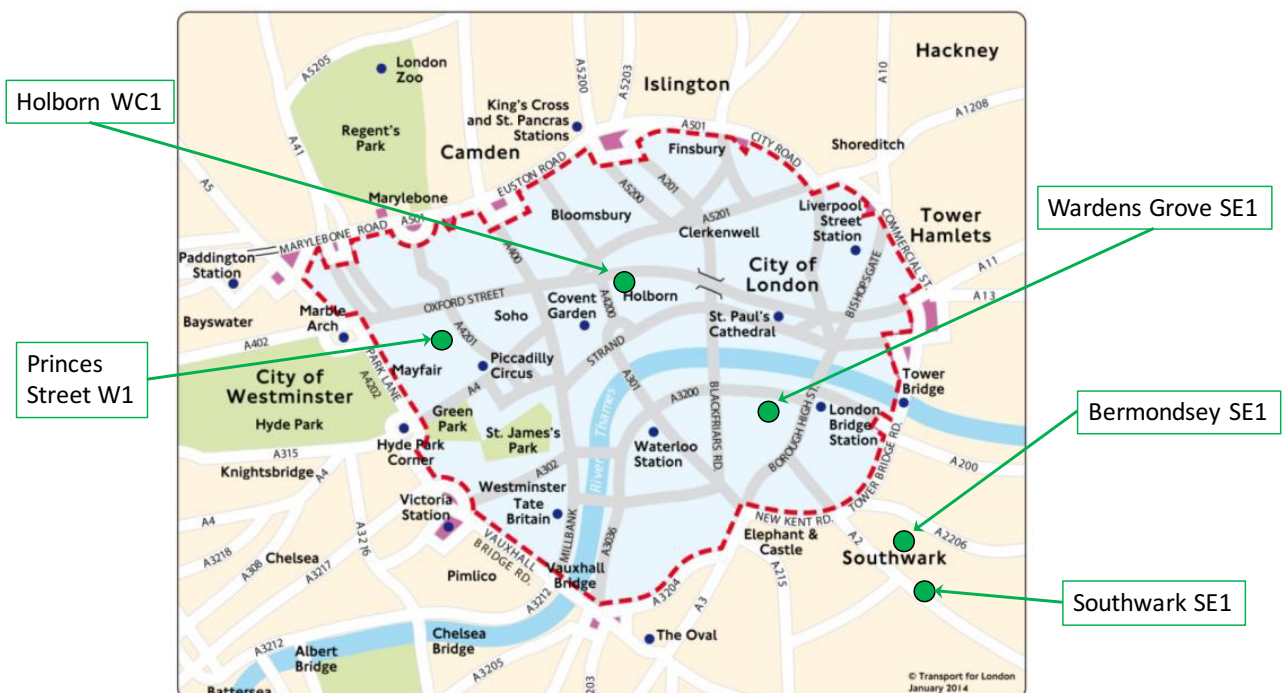 Holborn WC1
Princes
Street W1
Wardens Grove SE1
Bermondsey SE1
Southwark SE1
Hackney
A5205
London
Zoo
A5200
A5203
Islington
A10
A1208
King's Cross
and St. Pancras
Stations
A501
CITY ROAD
Regent's
Park
A41
Camden
Finsbury
Shoreditch
EUSTON ROAD
A5
Marylebone
A5200
A201
Bloomsbury
A5201
Clerkenwell
Liverpool
Street
Station
Tower
Hamlets
COMMERCIAL ST.
MARYLEBONE ROAD
A501
A400
Paddington
Station
City of
London
BISHOPSGATE
A11
A13
OXFORD STREET
Covent
Garden
A4200
Holborn
Bayswater
Marble
Arch
Soho
St. Paul's
Cathedral
A402
A4201
STRAND
PARK LANE
A4202
Mayfair
Piccadilly
Circus
A4
City of
Westminster
Hyde Park
A301
A3200
BLACKFRIARS RD.
BOROUGH HIGH ST.
Tower
Bridge
London
Bridge
Station
Green
Park
St. James's
Park
River Thames
Waterloo
Station
Hyde Park
Corner
A315
Knightsbridge
A4
A302
TOWER BRIDGE RD.
A200
Victoria
Station
Westminster
Tate
Britain
MILLBANK
A3036
NEW KENT RD.
Elephant &
Castle
A2
A2206
Southwark
A4
A3218
A308
Chelsea
A3217
A3216
VAUXHALL
BRIDGE RD.
Pimlico
Vauxhall
Bridge
A3212
A3204
A3
A215
The Oval
A3212
Albert
Bridge
Chelsea
Bridge
A3205
A203
Battersea
© Transport for London
January 2014